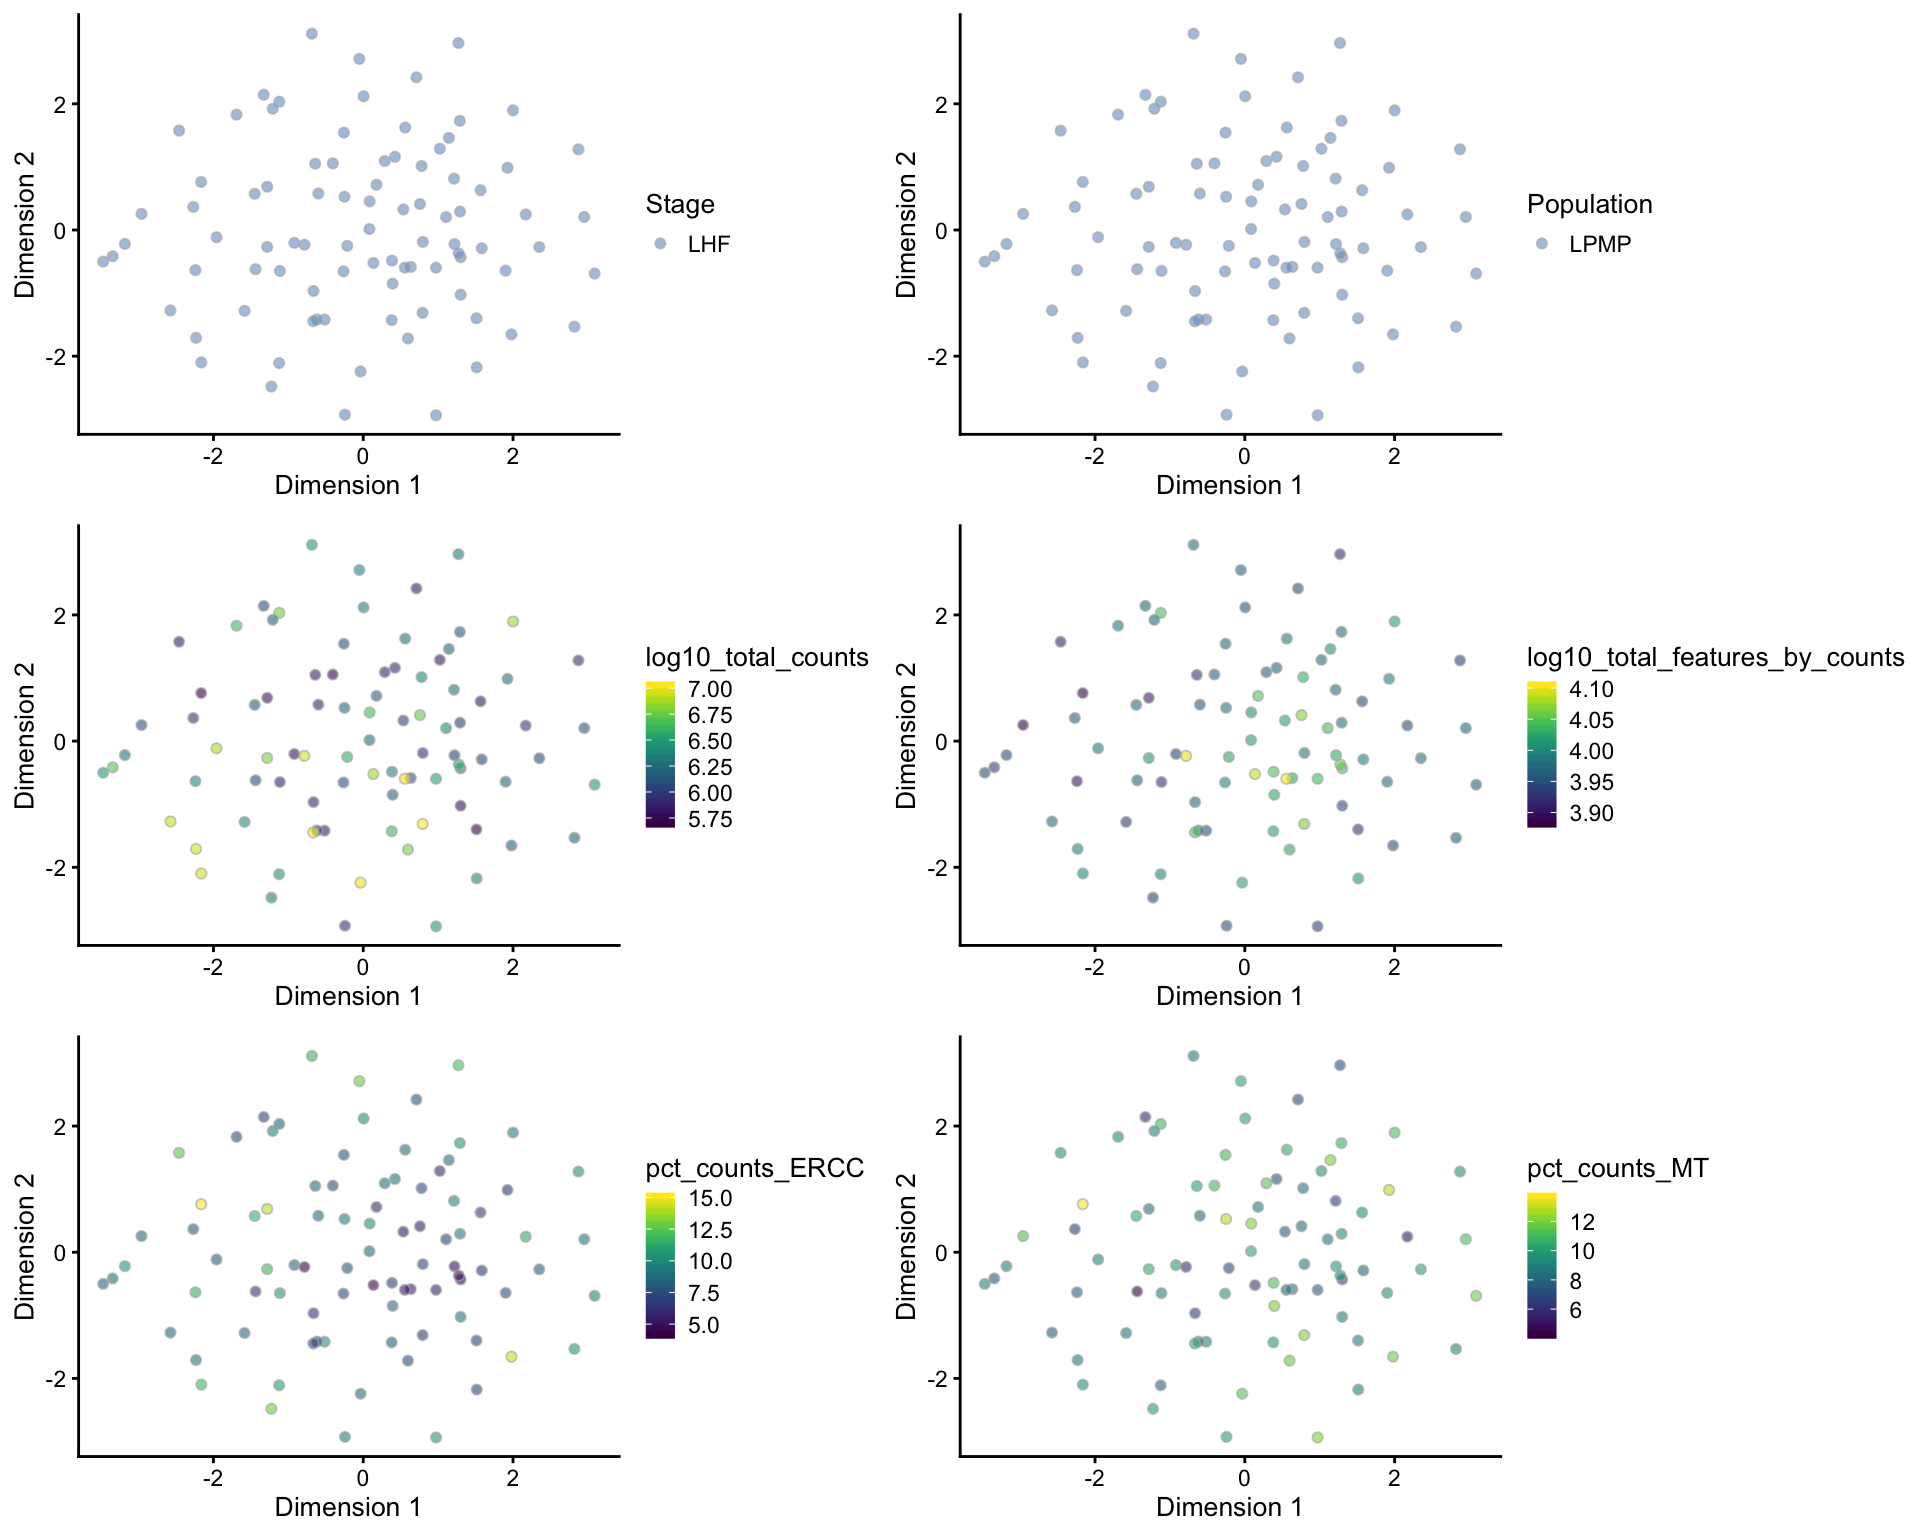 2
0
-2
Dimension 2
-2 0 2
Dimension 1
Stage
LHF
2
0
-2
Dimension 2
-2 0 2
Dimension 1
Population
LPMP
2
0
-2
Dimension 2
-2 0 2
Dimension 1
log10_total_counts
7.00
6.75
6.50
6.25
6.00
5.75
2
0
-2
Dimension 2
-2 0 2
Dimension 1
log10_total_features_by_counts
4.10
4.05
4.00
3.95
3.90
2
0
-2
Dimension 2
-2 0 2
Dimension 1
pct_counts_ERCC
15.0
12.5
10.0
7.5
5.0
2
0
-2
Dimension 2
-2 0 2
Dimension 1
pct_counts_MT
12
10
8
6